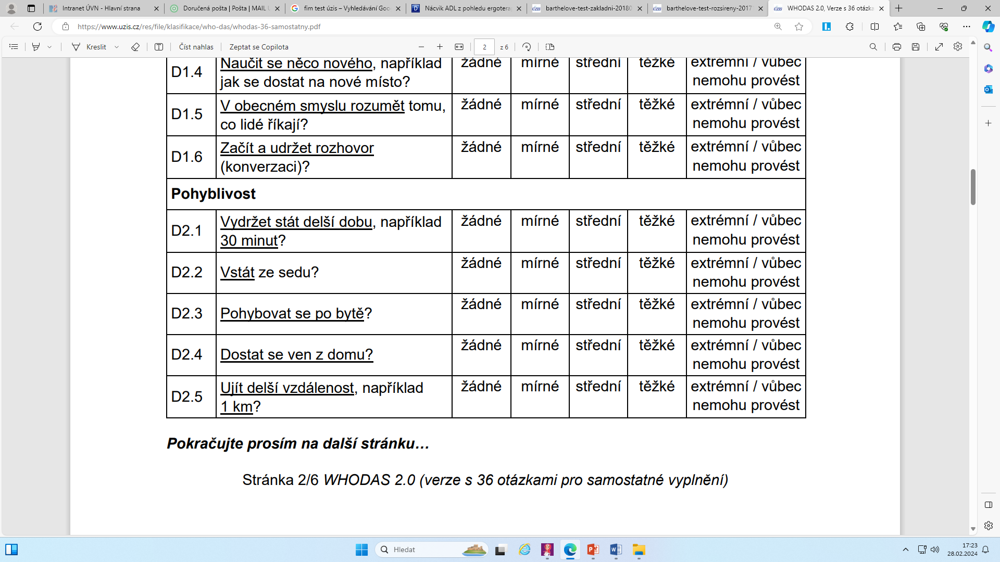 Intranet ÚVN - Hlavní strana
Doručená pošta | Pošta | MAIL
fim test úzis – Vyhledávání Goo
Nácvik ADL z pohledu ergotera
barthelove-test-zakladni-20180
barthelove-test-rozsireny-2017
WHODAS 2.0, Verze s 36 otázka
https://www.uzis.cz/res/file/klasifikace/who-das/whodas-36-samostatny.pdf
Kreslit Číst nahlas Zeptat se Copilota 2 z 6
D1.4 Naučit se něco nového, například jak se dostat na nové místo? žádné mírné střední těžké extrémní / vůbec nemohu provést
D1.5 V obecném smyslu rozumět tomu, co lidé říkají? žádné mírné střední těžké extrémní / vůbec nemohu provést
D1.6 Začít a udržet rozhovor (konverzaci)? žádné mírné střední těžké extrémní / vůbec nemohu provést
Pohyblivost
D2.1 Vydržet stát delší dobu, například 30 minut? žádné mírné střední těžké extrémní / vůbec nemohu provést
D2.2 Vstát ze sedu? žádné mírné střední těžké extrémní / vůbec nemohu provést
D2.3 Pohybovat se po bytě? žádné mírné střední těžké extrémní / vůbec nemohu provést
D2.4 Dostat se ven z domu? žádné mírné střední těžké extrémní / vůbec nemohu provést
D2.5 Ujít delší vzdálenost, například 1 km? žádné mírné střední těžké extrémní / vůbec nemohu provést
Pokračujte prosím na další stránku…
Stránka 2/6 WHODAS 2.0 (verze s 36 otázkami pro samostatné vyplnění)
Hledat
17:23
28.02.2024